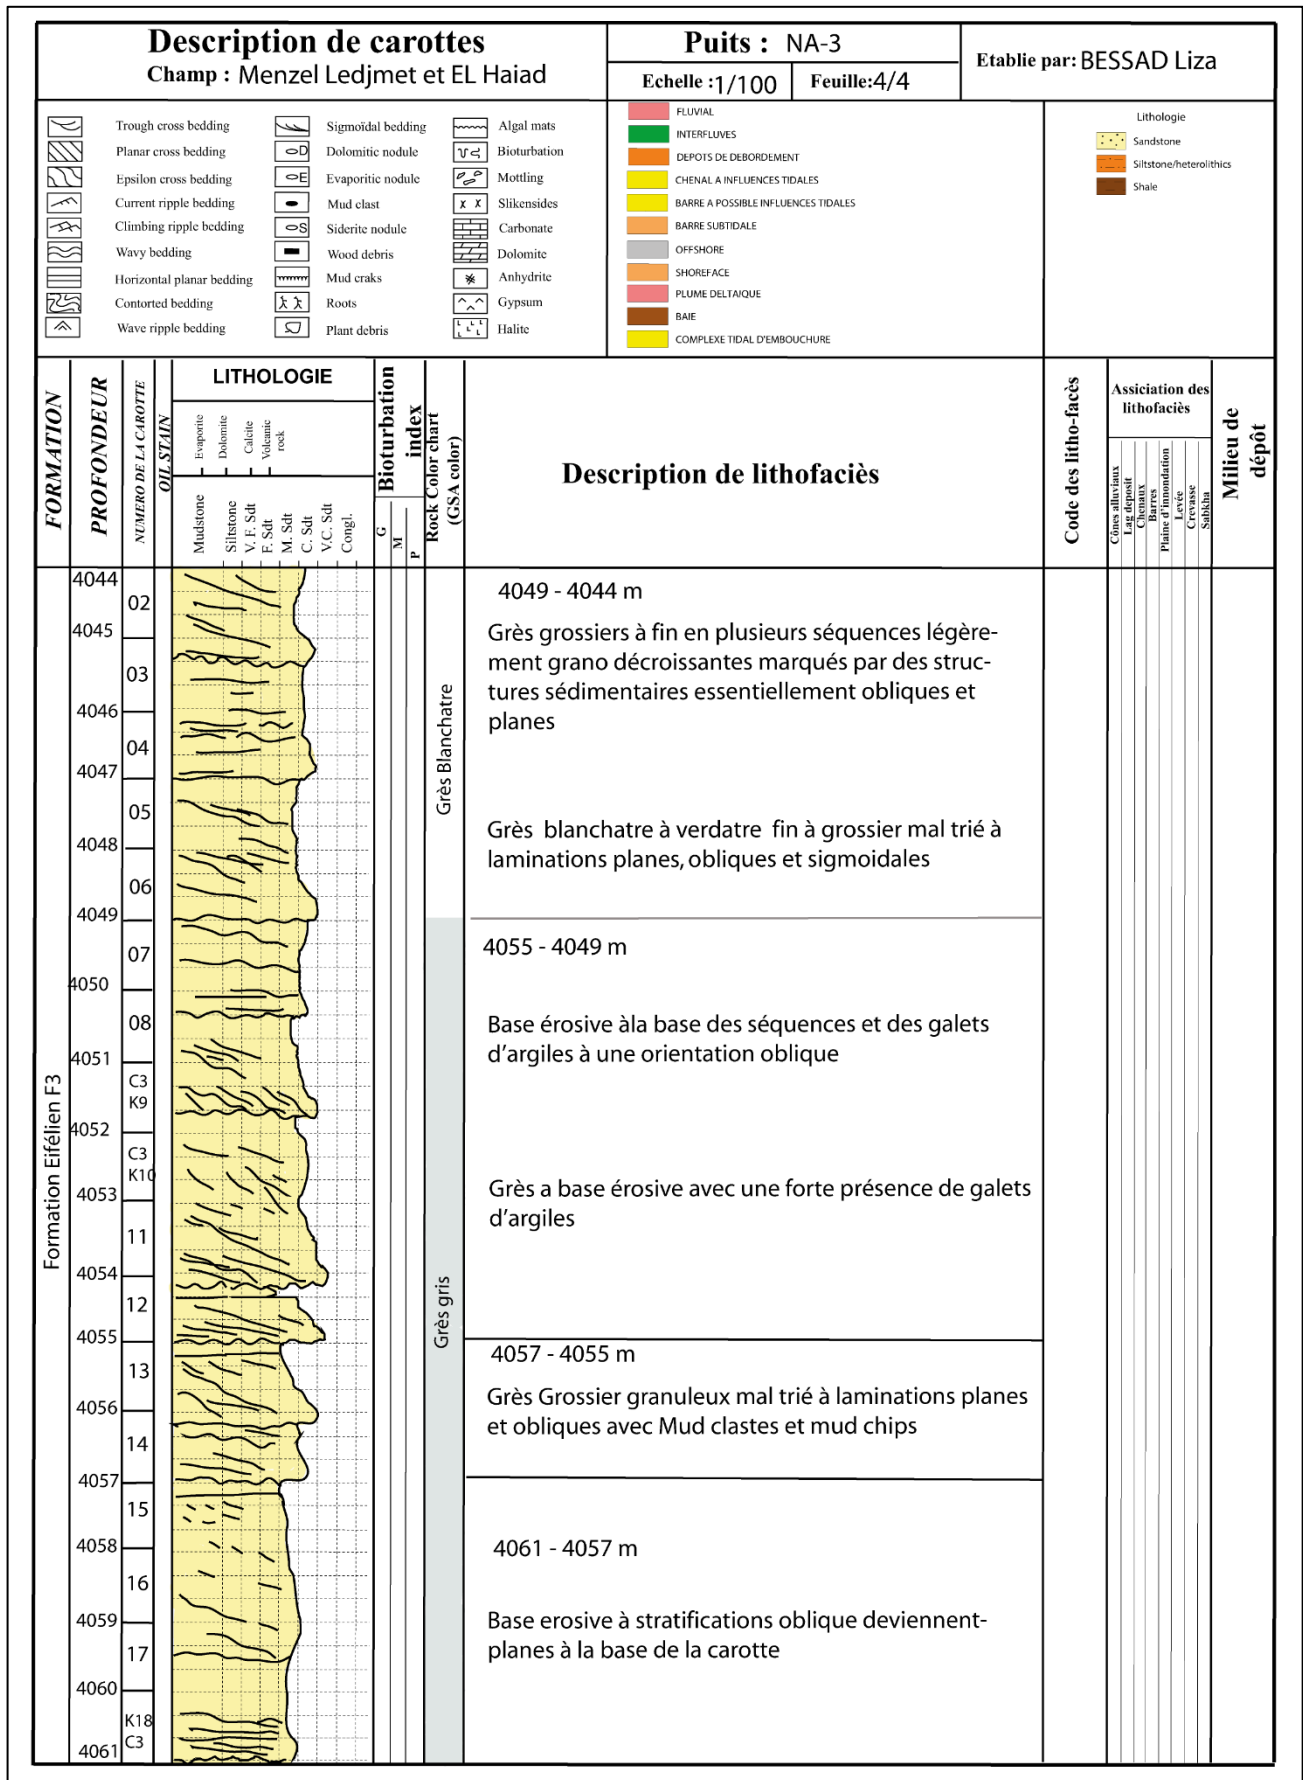 Description de carottes
Champ : Menzel Ledjmet et EL Haiad
Puits : NA-3
Echelle :1/100
Feuille:4/4
Etablie par: BESSAD Liza
Trough cross bedding
Planar cross bedding
Epsilon cross bedding
Current ripple bedding
Climbing ripple bedding
Wavy bedding
Horizontal planar bedding
Contorted bedding
Wave ripple bedding
Sigmoïdal bedding
D Dolomitic nodule
E Evaporitic nodule
Mud clast
S Siderite nodule
Wood debris
Mud craks
Roots
Plant debris
Algal mats
Bioturbation
Mottling
x x Slikensides
Carbonate
Dolomite
Anhydrite
Gypsum
Halite
FLUVIAL
INTERFLUVES
DEPOTS DE DEBORDEMENT
CHENAL A INFLUENCES TIDALES
BARRE A POSSIBLE INFLUENCES TIDALES
BARRE SUBTIDALE
OFFSHORE
SHOREFACE
PLUME DELTAIQUE
BAIE
COMPLEXE TIDAL D'EMBOUCHURE
Lithologie
Sandstone
Siltstone/heterolithics
Shale
FORMATION
PROFONDEUR
NUMERO DE LA CAROTTE
OIL STAIN
LITHOLOGIE
Evaporite
Dolomite
Calcite
Volcanic
rock
Mudstone
Siltstone
V. F. Sdt
F. Sdt
M. Sdt
C. Sdt
V.C. Sdt
Congl.
Bioturbation
index
G
M
P
Rock Color chart
(GSA color)
Description de lithofaciès
Code des litho-facès
Assiciation des
lithofaciès
Cônes alluviaux
Lag deposit
Chenaux
Barres
Plaine d'innondation
Levée
Crevasse
Sabkha
Milieu de
dépôt
Formation Eifélien F3
4044
4045
4046
4047
4048
4049
4050
4051
4052
4053
4054
4055
4056
4057
4058
4059
4060
4061
02
03
04
05
06
07
08
C3
K9
C3
K10
11
12
13
14
15
16
17
K18
C3
Grès Blanchatre
Grès gris
4049 - 4044 m
Grès grossiers à fin en plusieurs séquences légère-
ment grano décroissantes marqués par des struc-
tures sédimentaires essentiellement obliques et
planes
Grès blanchatre à verdatre fin à grossier mal trié à
laminations planes, obliques et sigmoidales
4055 - 4049 m
Base érosive àla base des séquences et des galets
d'argiles à une orientation oblique
Grès a base érosive avec une forte présence de galets
d'argiles
4057 - 4055 m
Grès Grossier granuleux mal trié à laminations planes
et obliques avec Mud clastes et mud chips
4061 - 4057 m
Base erosive à stratifications oblique deviennent-
planes à la base de la carotte